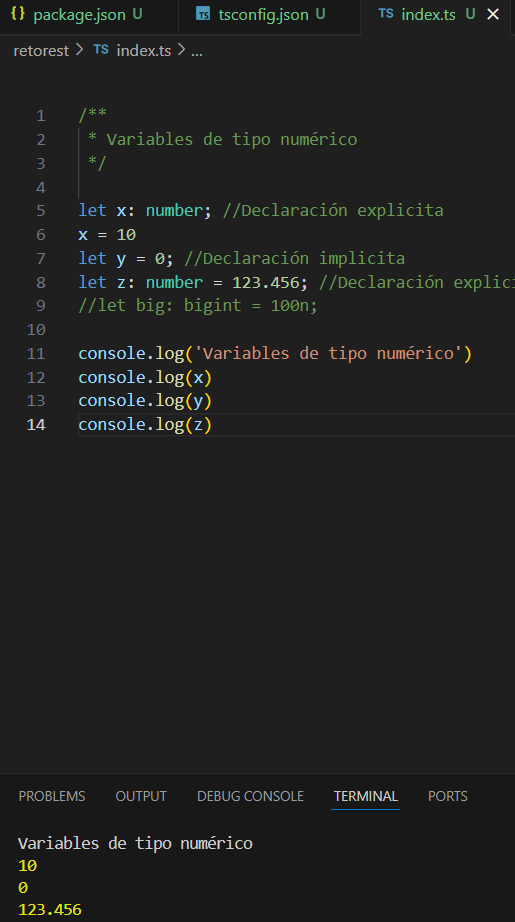 {} package.json U TS tsconfig.json U TS index.ts U ×
retorest > TS index.ts > ...
1 /**
2 * Variables de tipo numérico
3 */
4
5 let x: number; //Declaración explicita
6 x = 10
7 let y = 0; //Declaración implicita
8 let z: number = 123.456; //Declaración explici
9 //let big: bigint = 100n;
10
11 console.log('Variables de tipo numérico')
12 console.log(x)
13 console.log(y)
14 console.log(z)
PROBLEMS OUTPUT DEBUG CONSOLE TERMINAL PORTS
Variables de tipo numérico
10
0
123.456